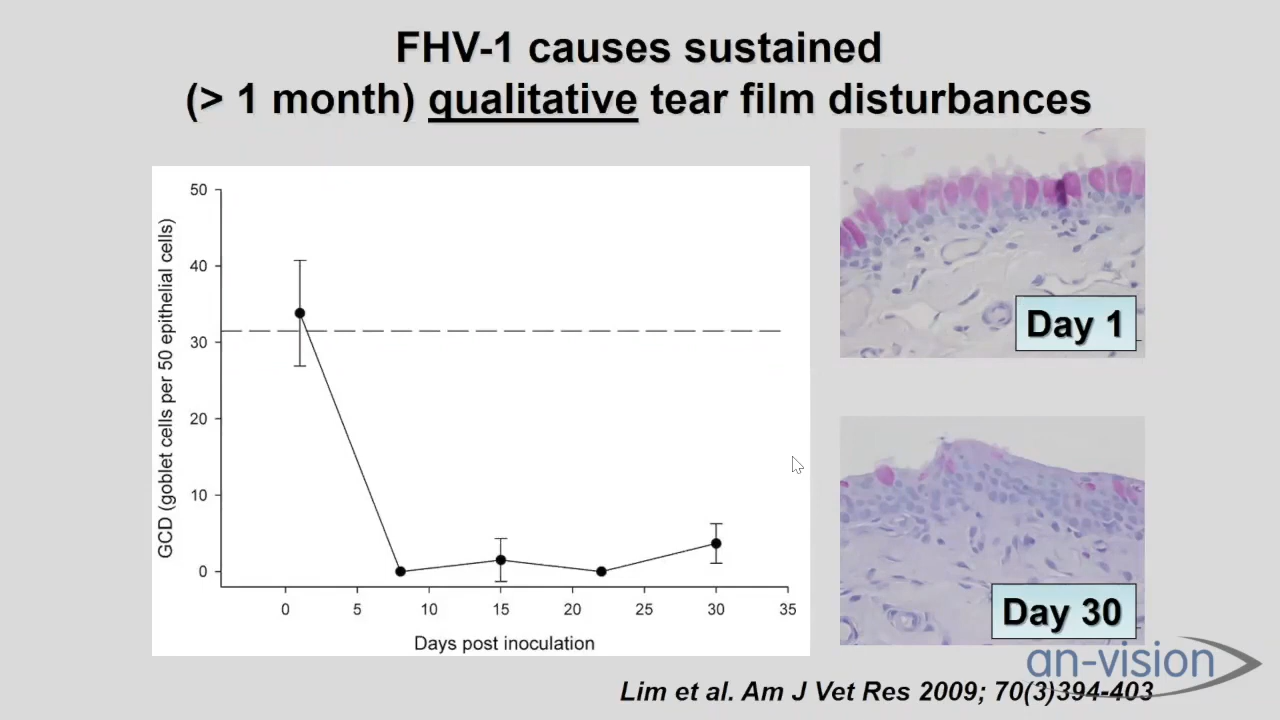 FHV-1 causes sustained
(> 1 month) qualitative tear film disturbances
GCD (goblet cells per 50 epithelial cells)
50
40
30
20
10
0
0 5 10 15 20 25 30 35
Days post inoculation
Day 1
Day 30
an-vision
Lim et al. Am J Vet Res 2009; 70(3)394-403